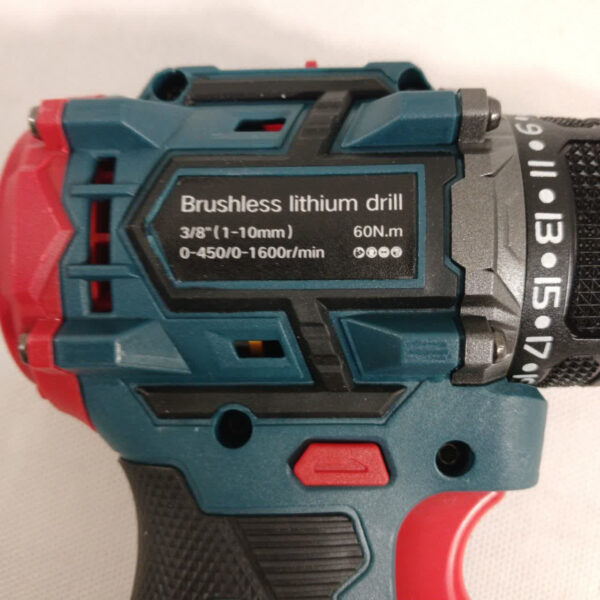 Brushless lithium drill
3/8"(1-10mm) 60N.m
0-450/0-1600r/min
9 • 11 • 13 • 15 • 17 •